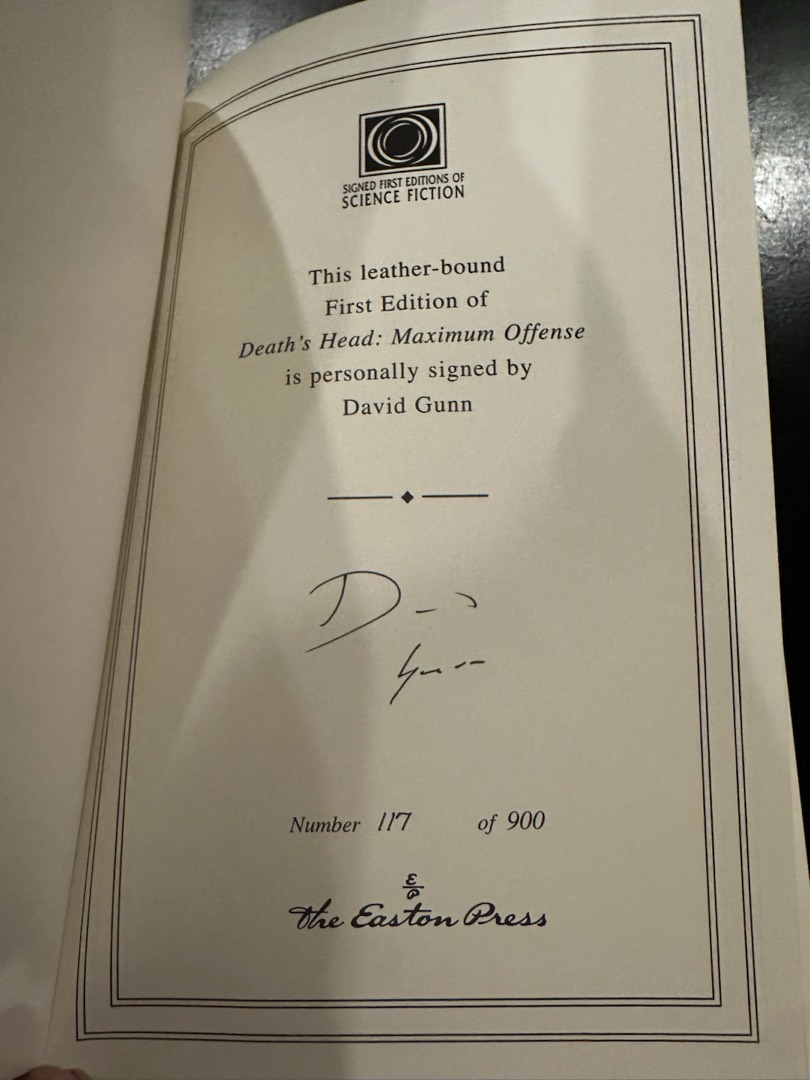 SIGNED FIRST EDITIONS OF
SCIENCE FICTION
This leather-bound
First Edition of
Death's Head: Maximum Offense
is personally signed by
David Gunn
Number 117 of 900
The Easton Press